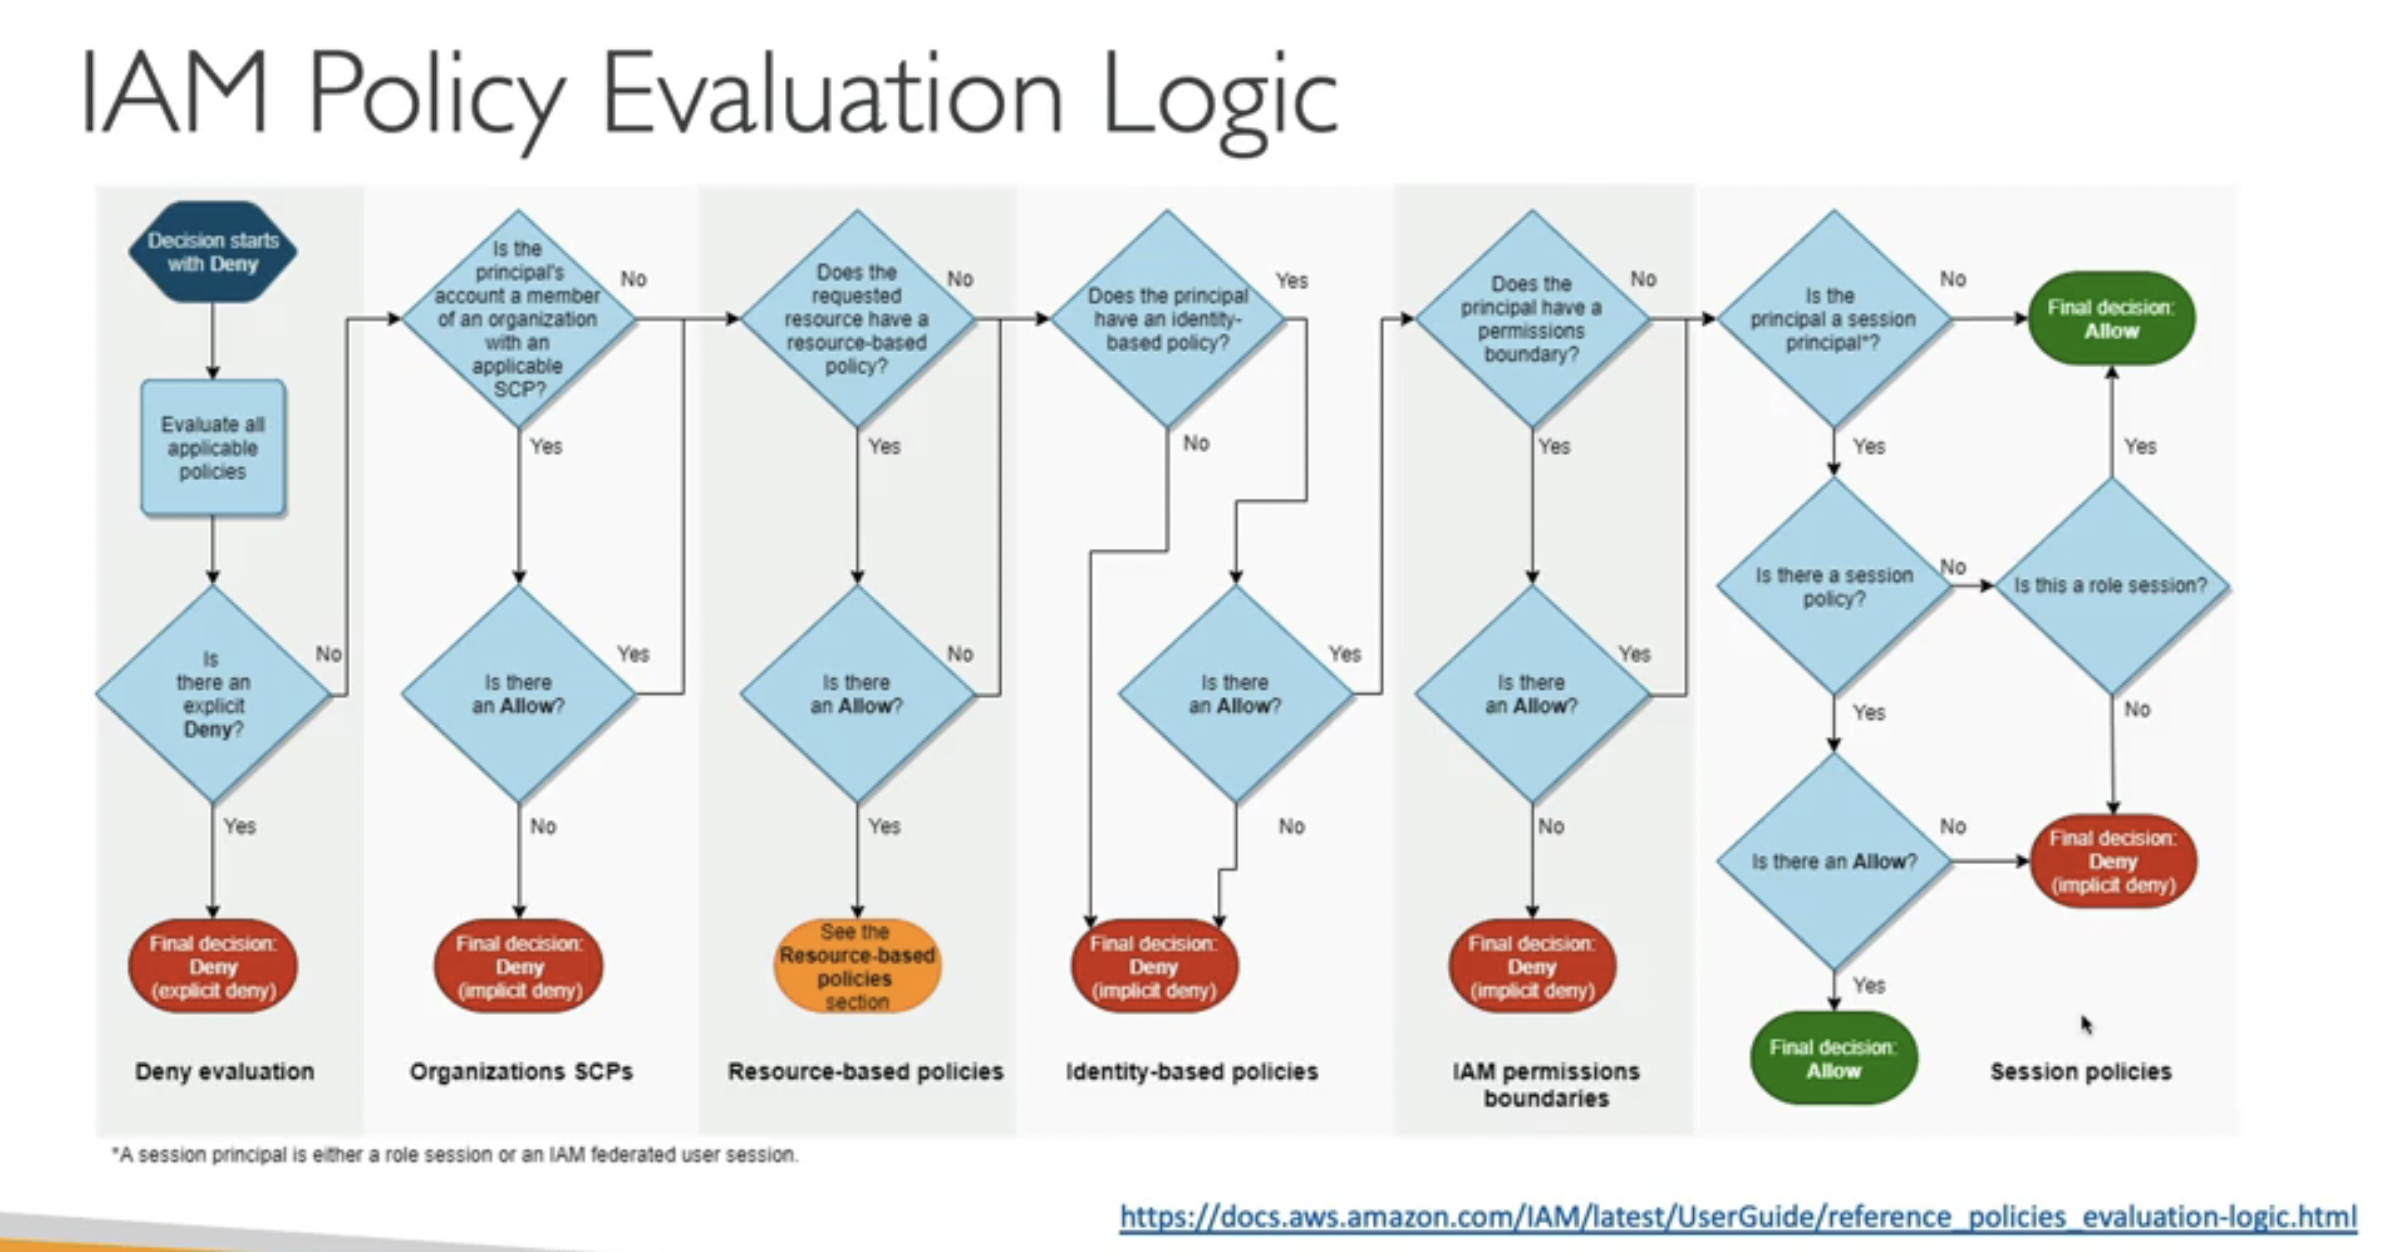 IAM Policy Evaluation Logic
Decision starts
with Deny
Evaluate all
applicable
policies
Is
there an
explicit
Deny?
No
Yes
Final decision:
Deny
(explicit deny)
Deny evaluation
Is the
principal's
account a member
of an organization
with an
applicable
SCP?
No
Yes
Is there
an Allow?
Yes
No
Final decision:
Deny
(implicit deny)
Organizations SCPs
Does the
requested
resource have a
resource-based
policy?
No
Yes
Is there
an Allow?
No
Yes
See the
Resource-based
policies
section
Resource-based policies
Does the principal
have an identity-
based policy?
Yes
No
Is there
an Allow?
Yes
No
Final decision:
Deny
(implicit deny)
Identity-based policies
Does the
principal have a
permissions
boundary?
No
Yes
Is there
an Allow?
Yes
No
Final decision:
Deny
(implicit deny)
IAM permissions
boundaries
Is the
principal a session
principal*?
No
Final decision:
Allow
Yes
Yes
Is there a session
policy?
No
Is this a role session?
Yes
No
Is there an Allow?
No
Final decision:
Deny
(implicit deny)
Yes
Final decision:
Allow
Session policies
*A session principal is either a role session or an IAM federated user session.
https://docs.aws.amazon.com/IAM/latest/UserGuide/reference_policies_evaluation-logic.html